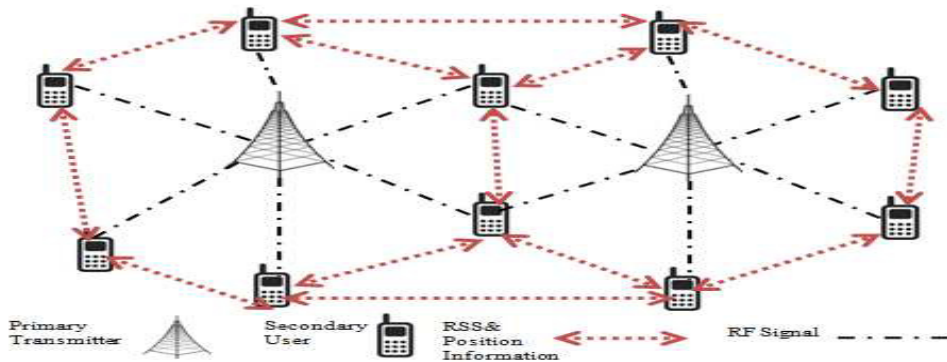 Primary
Transmitter
Secondary
User
RSS&
Position
Information
RF Signal